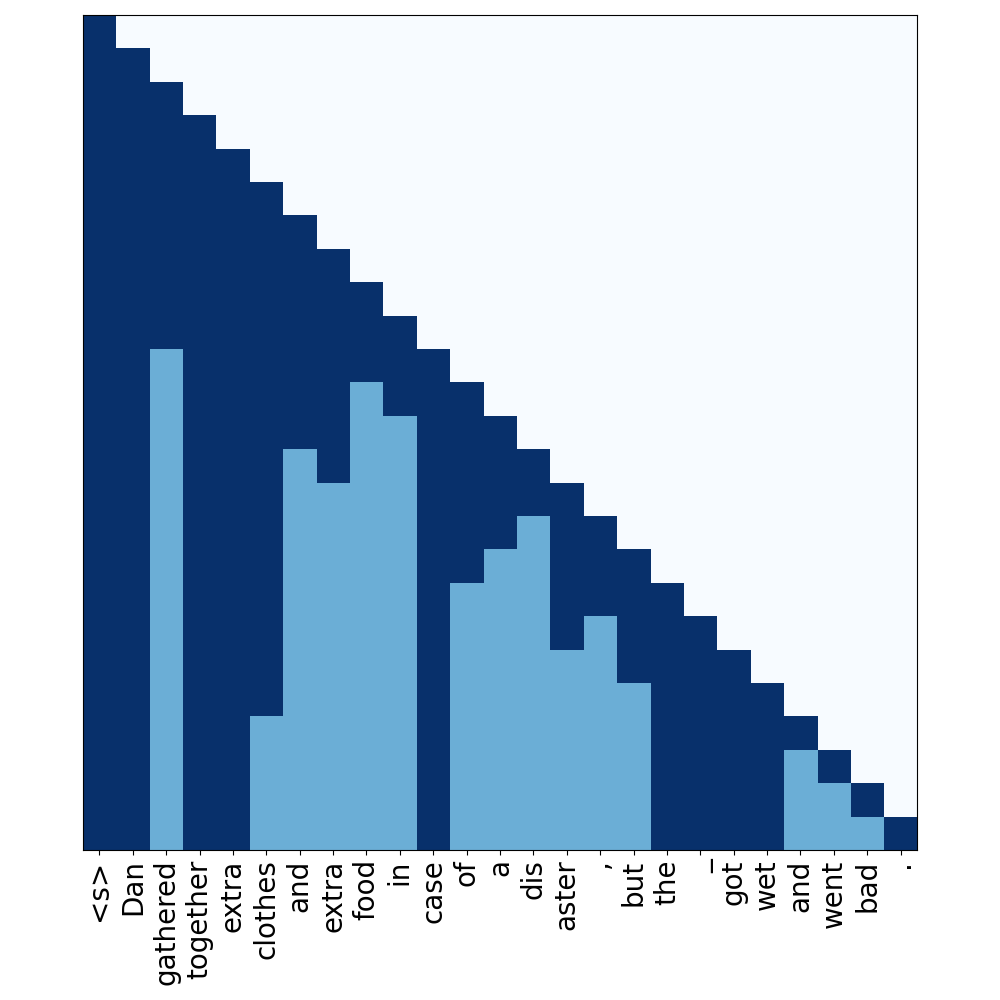 <s> Dan gathered together extra clothes and extra food in case of a dis aster , but the _ got wet and went bad .